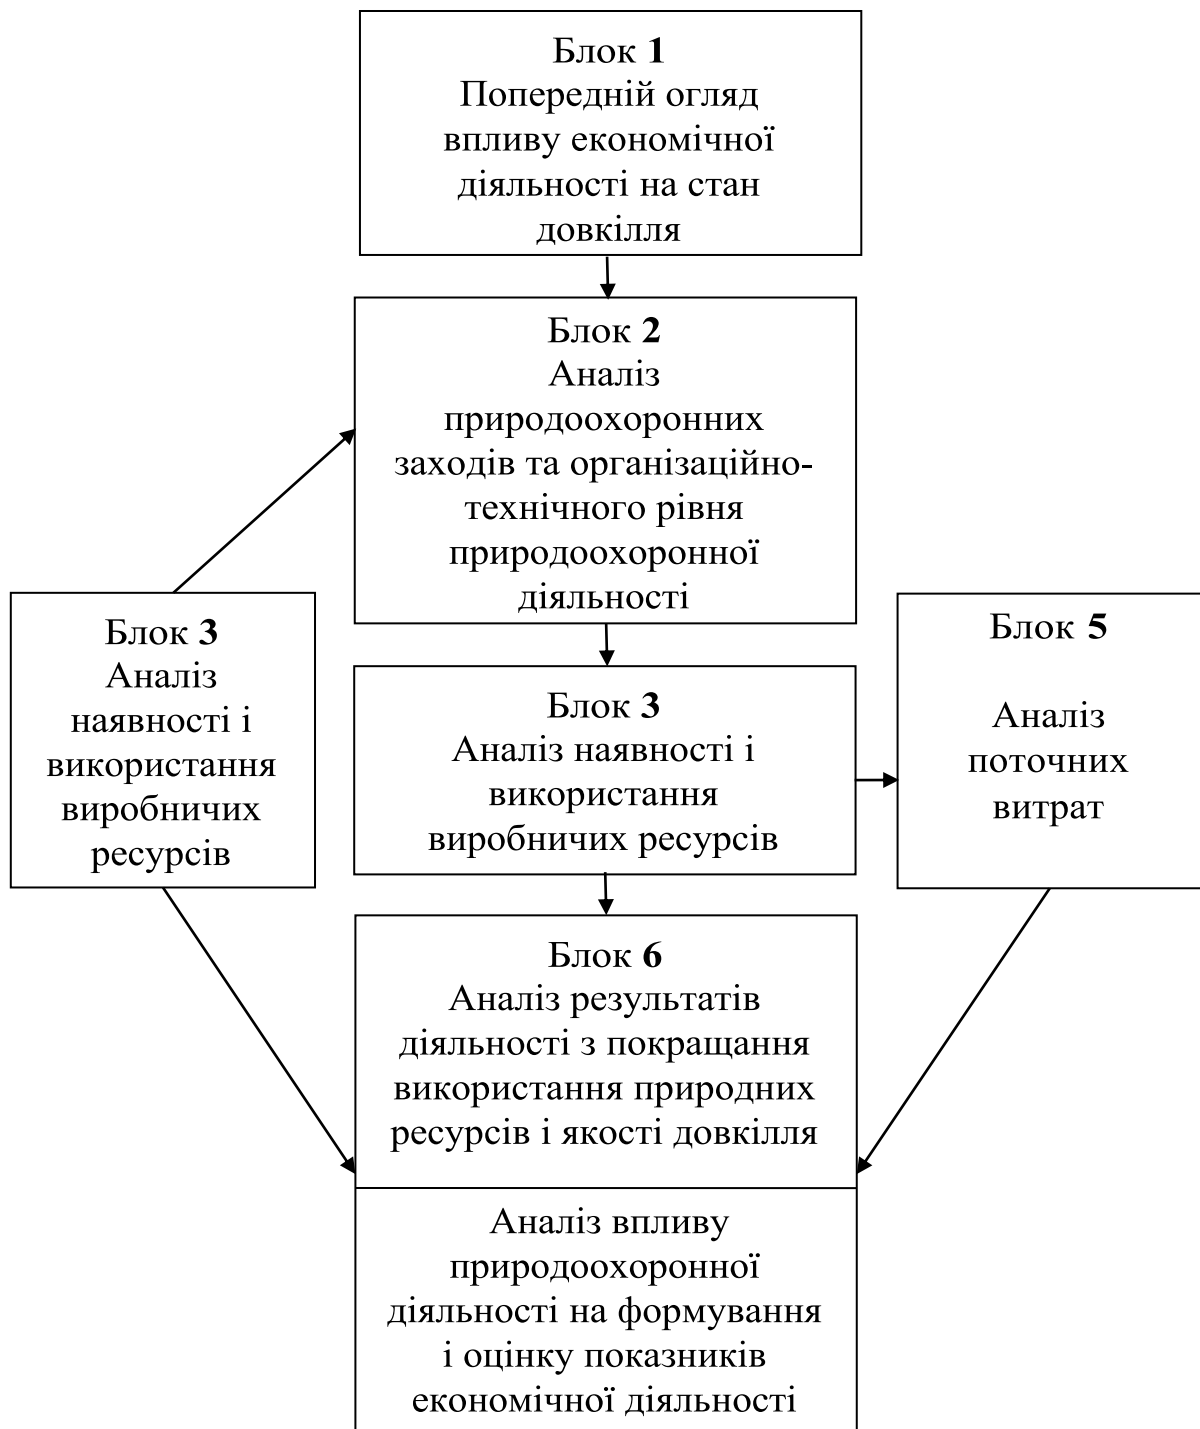 Блок 1
Попередній огляд
впливу економічної
діяльності на стан
довкілля
Блок 2
Аналіз
природоохоронних
заходів та організаційно-
технічного рівня
природоохоронної
діяльності
Блок 3
Аналіз
наявності і
використання
виробничих
ресурсів
Блок 3
Аналіз наявності і
використання
виробничих ресурсів
Блок 5
Аналіз
поточних
витрат
Блок 6
Аналіз результатів
діяльності з покращання
використання природних
ресурсів і якості довкілля
Аналіз впливу
природоохоронної
діяльності на формування
і оцінку показників
економічної діяльності